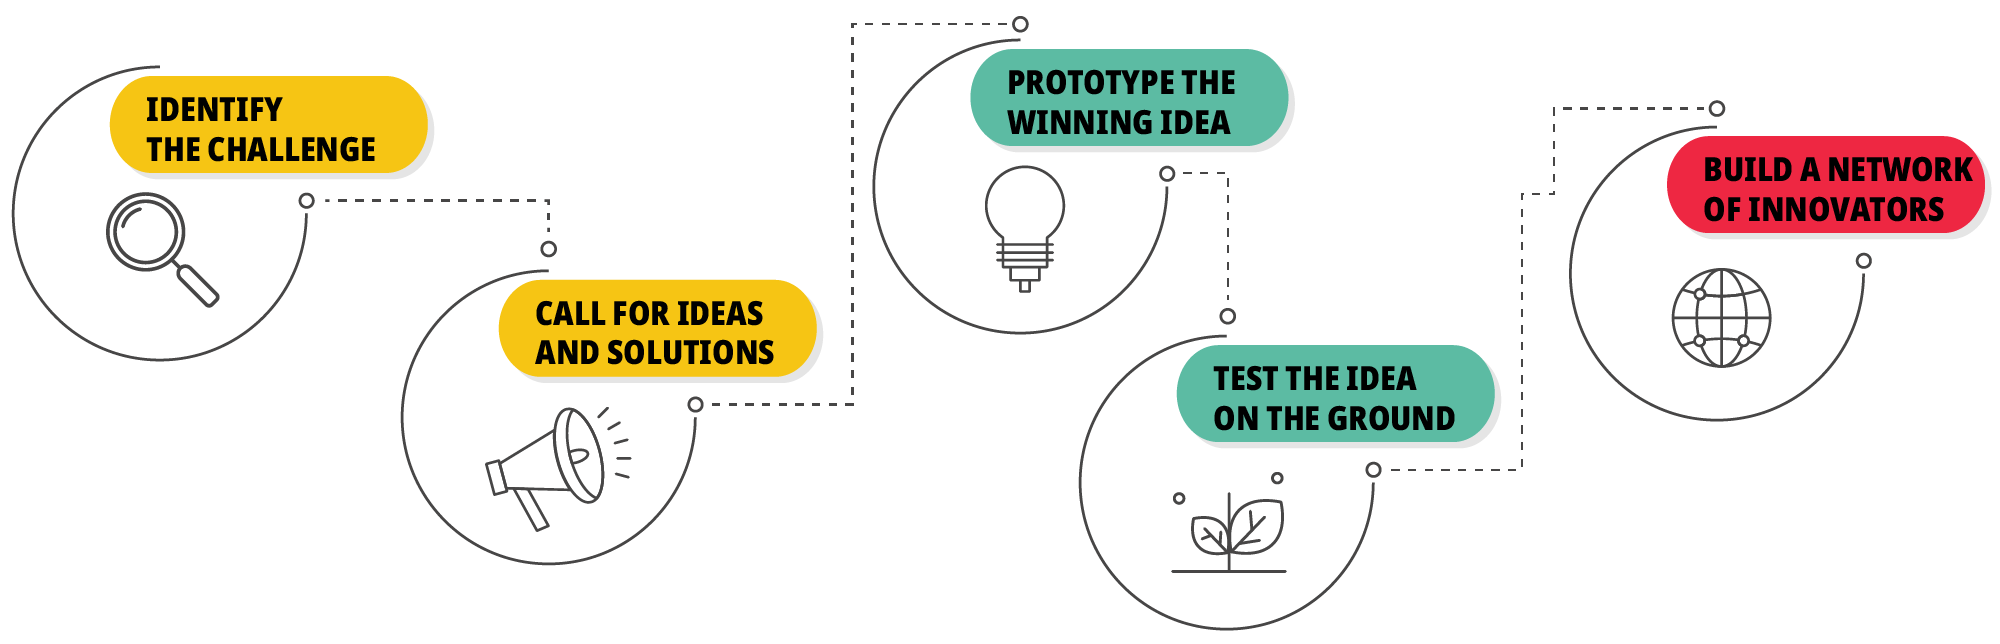 IDENTIFY
THE CHALLENGE
CALL FOR IDEAS
AND SOLUTIONS
PROTOTYPE THE
WINNING IDEA
TEST THE IDEA
ON THE GROUND
BUILD A NETWORK
OF INNOVATORS